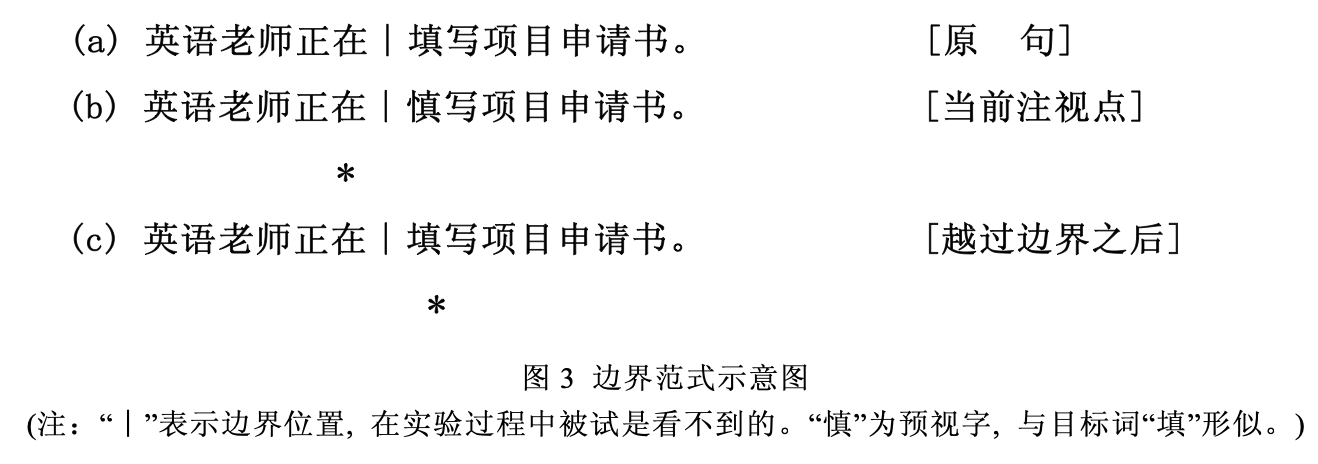 (a) 英语老师正在｜填写项目申请书。 [原 句]
(b) 英语老师正在｜慎写项目申请书。 [当前注视点]
*
(c) 英语老师正在｜填写项目申请书。 [越过边界之后]
*
图 3 边界范式示意图
(注：“｜”表示边界位置, 在实验过程中被试是看不到的。“慎”为预视字, 与目标词“填”形似。)